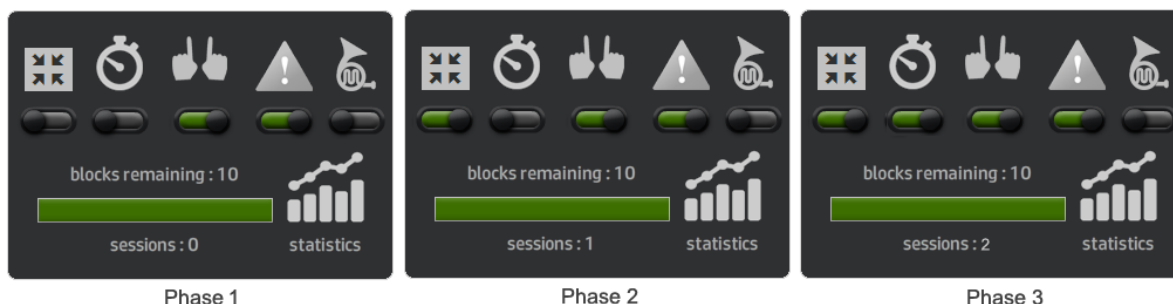 blocks remaining : 10
sessions : 0
statistics
Phase 1
blocks remaining : 10
sessions : 1
statistics
Phase 2
blocks remaining : 10
sessions : 2
statistics
Phase 3